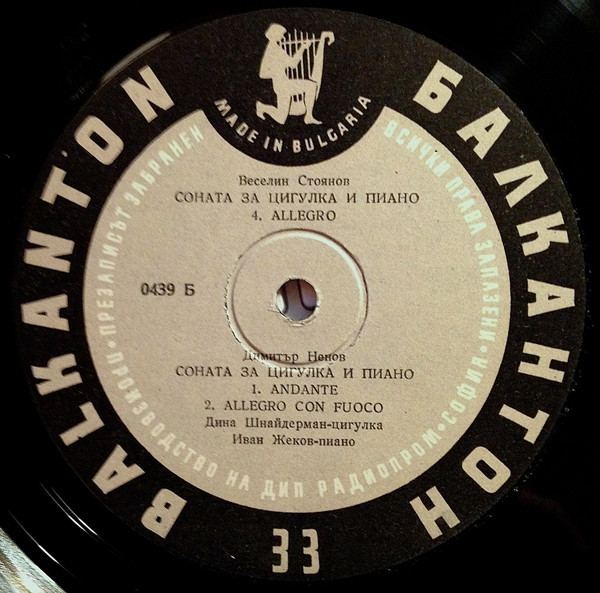 BALKANTON
БАЛКАНТОН
MADE IN BULGARIA
ПРОИЗВОДСТВО НА ДИП РАДИОПРОМ • СОФИЯ • ВСИЧКИ ПРАВА ЗАПАЗЕНИ
ПРЕЗАПИСЪТ ЗАБРАНЕН
Веселин Стоянов
СОНАТА ЗА ЦИГУЛКА И ПИАНО
4. ALLEGRO
0439 Б
Димитър Ненов
СОНАТА ЗА ЦИГУЛКА И ПИАНО
1. ANDANTE
2. ALLEGRO CON FUOCO
Дина Шнайдерман-цигулка
Иван Жеков-пиано
33